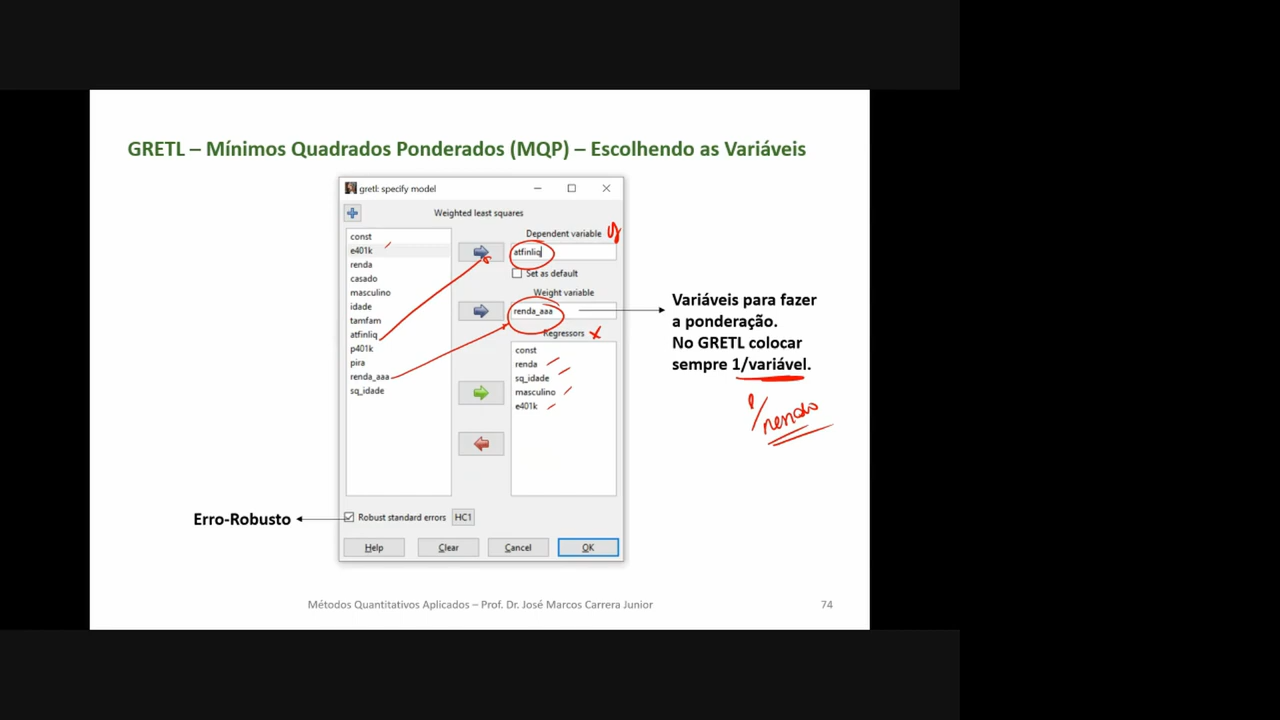 GRETL – Mínimos Quadrados Ponderados (MQP) – Escolhendo as Variáveis
gretl: specify model
Weighted least squares
const
e401k
renda
casado
masculino
idade
tamfam
atfinliq
p401k
pira
renda_aaa
sq_idade
Dependent variable y
atfinliq
Set as default
Weight variable
renda_aaa
Regressors x
const
renda
sq_idade
masculino
e401k
Robust standard errors HC1
Help Clear Cancel OK
Variáveis para fazer
a ponderação.
No GRETL colocar
sempre 1/variável.
1/renda
Erro-Robusto
Métodos Quantitativos Aplicados – Prof. Dr. José Marcos Carrera Junior
74